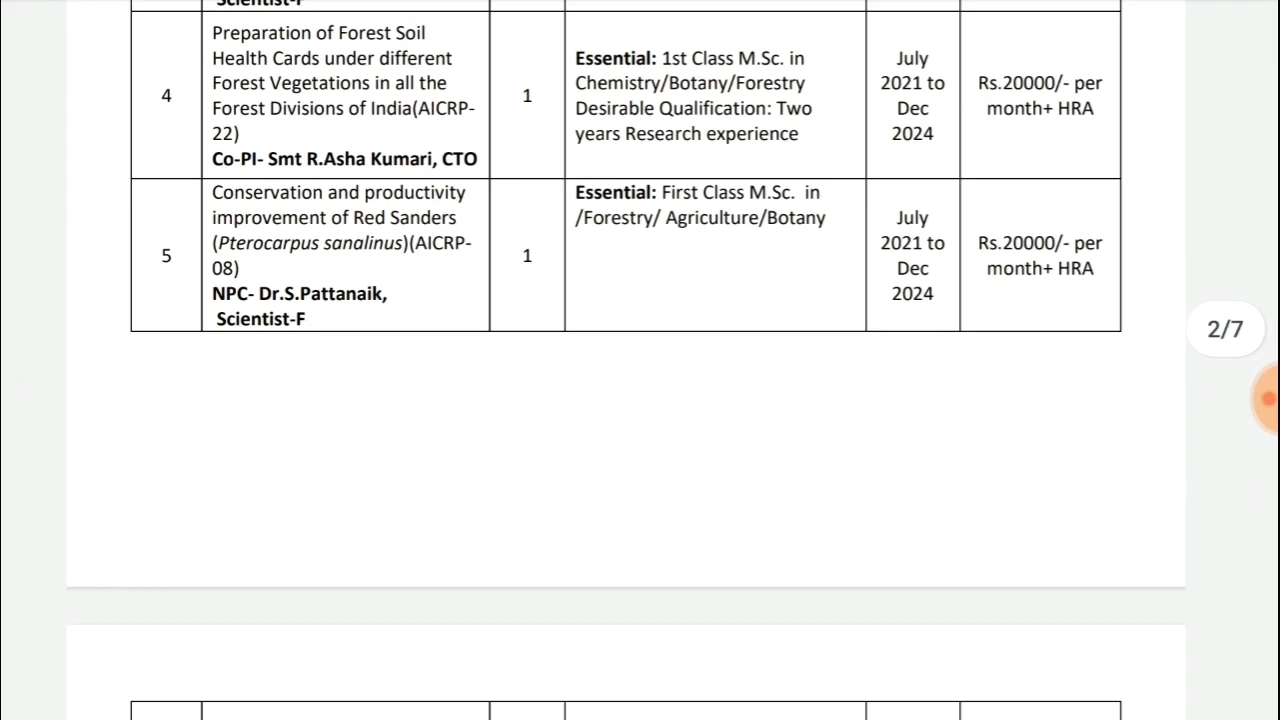 Scientist-F
4
Preparation of Forest Soil
Health Cards under different
Forest Vegetations in all the
Forest Divisions of India(AICRP-
22)
Co-PI- Smt R.Asha Kumari, CTO
1
Essential: 1st Class M.Sc. in
Chemistry/Botany/Forestry
Desirable Qualification: Two
years Research experience
July
2021 to
Dec
2024
Rs.20000/- per
month+ HRA
5
Conservation and productivity
improvement of Red Sanders
(Pterocarpus sanalinus)(AICRP-
08)
NPC- Dr.S.Pattanaik,
Scientist-F
1
Essential: First Class M.Sc. in
/Forestry/ Agriculture/Botany
July
2021 to
Dec
2024
Rs.20000/- per
month+ HRA
2/7